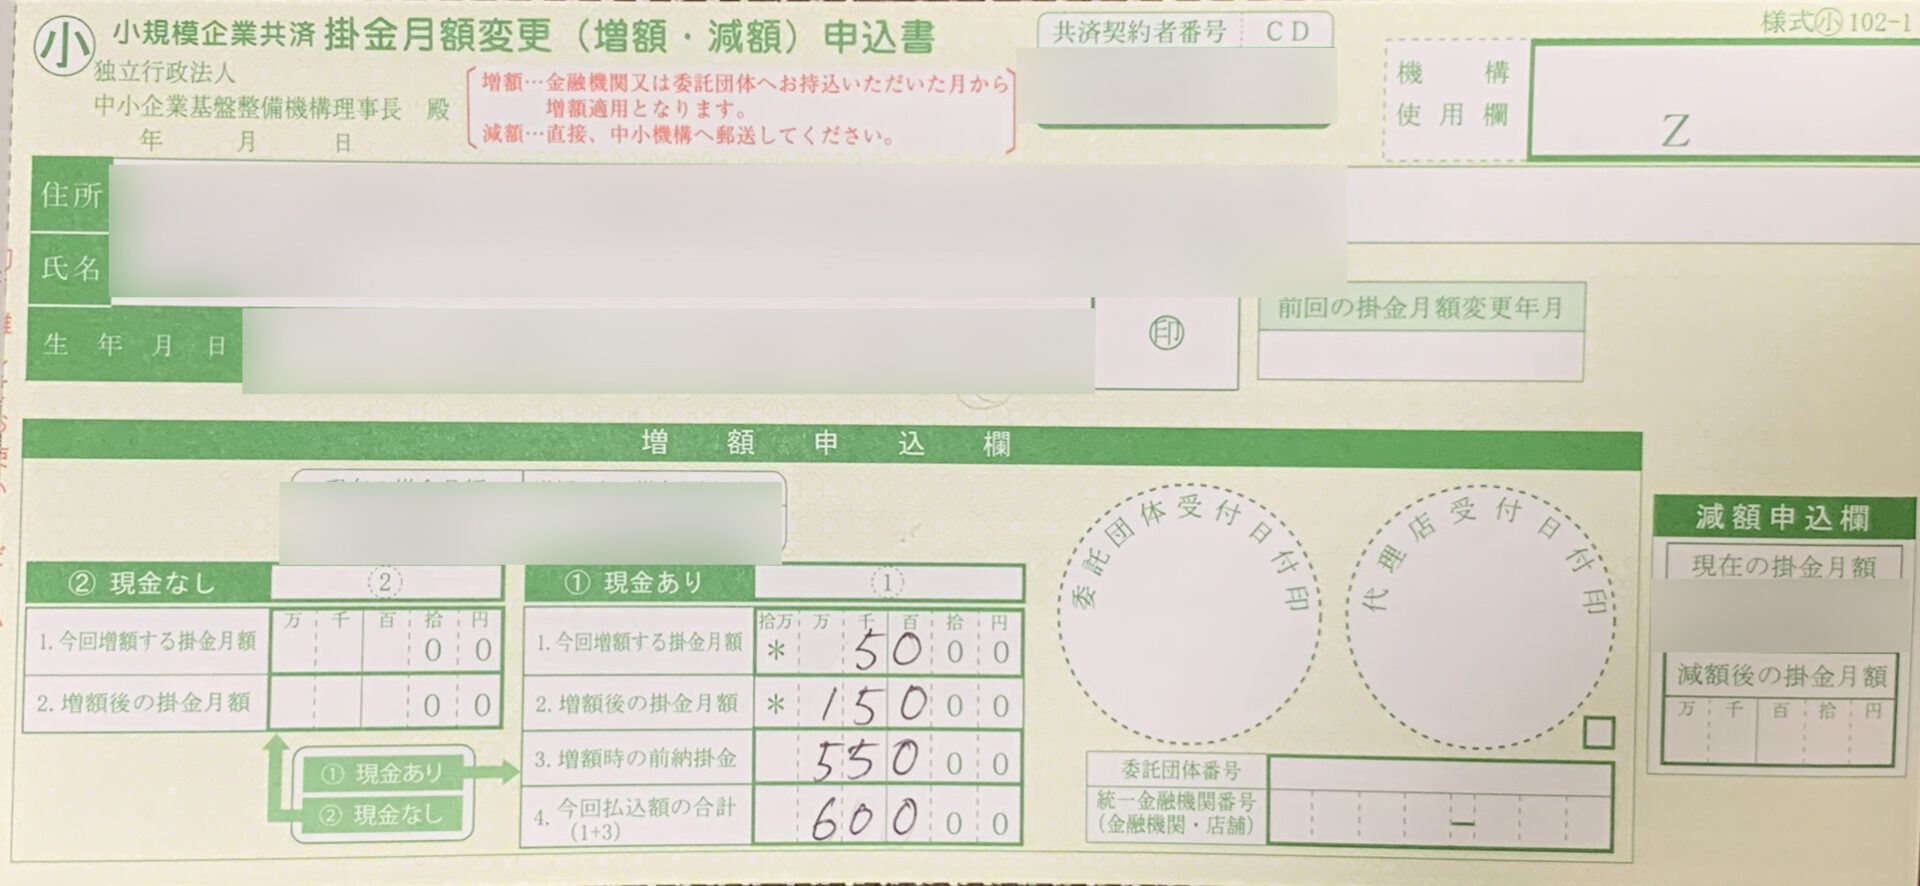 小 小規模企業共済 掛金月額変更（増額・減額）申込書
独立行政法人
中小企業基盤整備機構理事長 殿
年 月 日
増額…金融機関又は委託団体へお持込いただいた月から
増額適用となります。
減額…直接、中小機構へ郵送してください。
共済契約者番号 CD
様式㊥102-1
機構
使用欄
Z
住所
氏名
生年月日
㊞
前回の掛金月額変更年月
増額申込欄
② 現金なし ②
万 千 百 拾 円
1.今回増額する掛金月額 0 0
2.増額後の掛金月額 0 0
① 現金あり
② 現金なし
① 現金あり ①
拾万 万 千 百 拾 円
1.今回増額する掛金月額 * 5 0 0 0
2.増額後の掛金月額 * 1 5 0 0 0
3.増額時の前納掛金 5 5 0 0 0
4.今回払込額の合計 6 0 0 0 0
(1+3)
委託団体受付日付印
代理店受付日付印
委託団体番号
統一金融機関番号
(金融機関・店舗) ー
減額申込欄
現在の掛金月額
減額後の掛金月額
万 千 百 拾 円